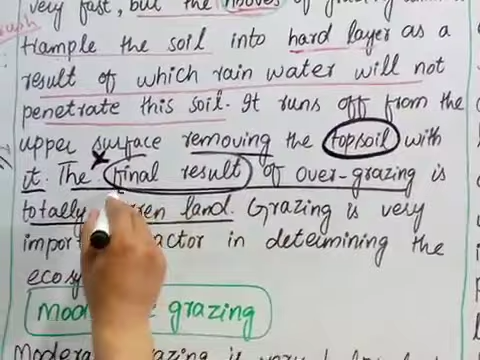 very fast, but the hooves of grazing
trample the soil into hard layer as a
result of which rain water will not
penetrate this soil. It runs off from the
upper surface removing the topsoil with
it. The final result of over-grazing is
totally land. Grazing is very
in determining the
grazing